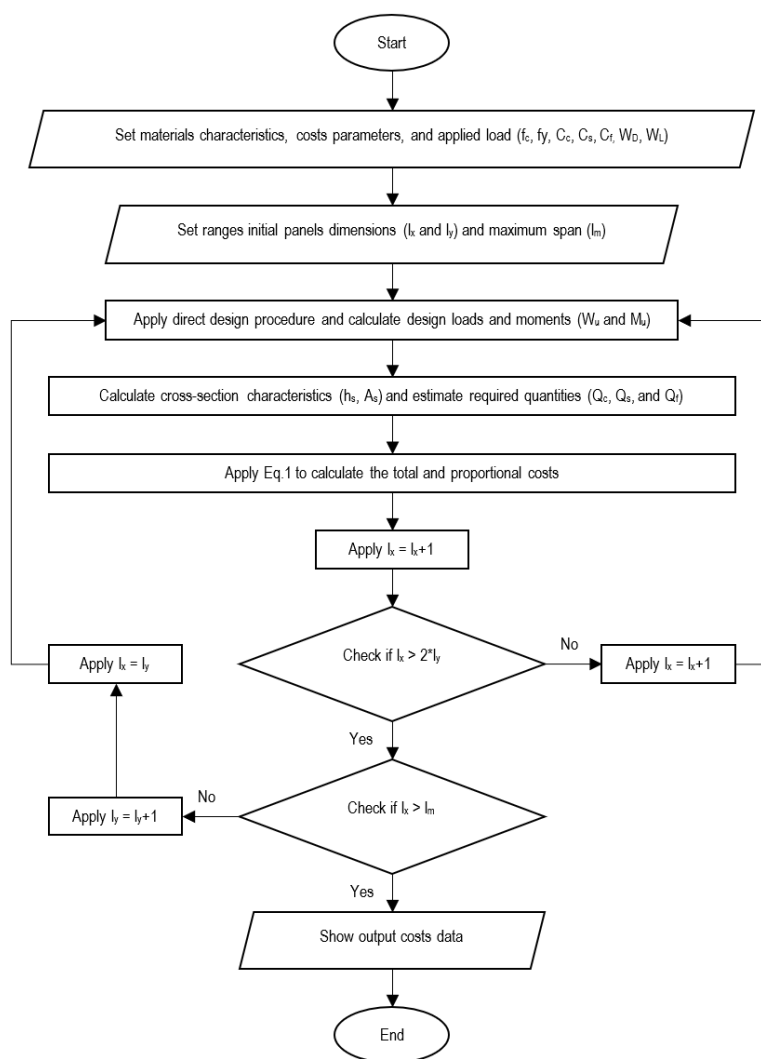 Start
Set materials characteristics, costs parameters, and applied load (fc, fy, Cc, Cs, Cf, WD, WL)
Set ranges initial panels dimensions (lx and ly) and maximum span (lm)
Apply direct design procedure and calculate design loads and moments (Wu and Mu)
Calculate cross-section characteristics (hs, As) and estimate required quantities (Qc, Qs, and Qf)
Apply Eq.1 to calculate the total and proportional costs
Apply lx = lx+1
Check if lx > 2*ly
No
Apply lx = lx+1
Apply lx = ly
Yes
Check if lx > lm
No
Apply ly = ly+1
Yes
Show output costs data
End